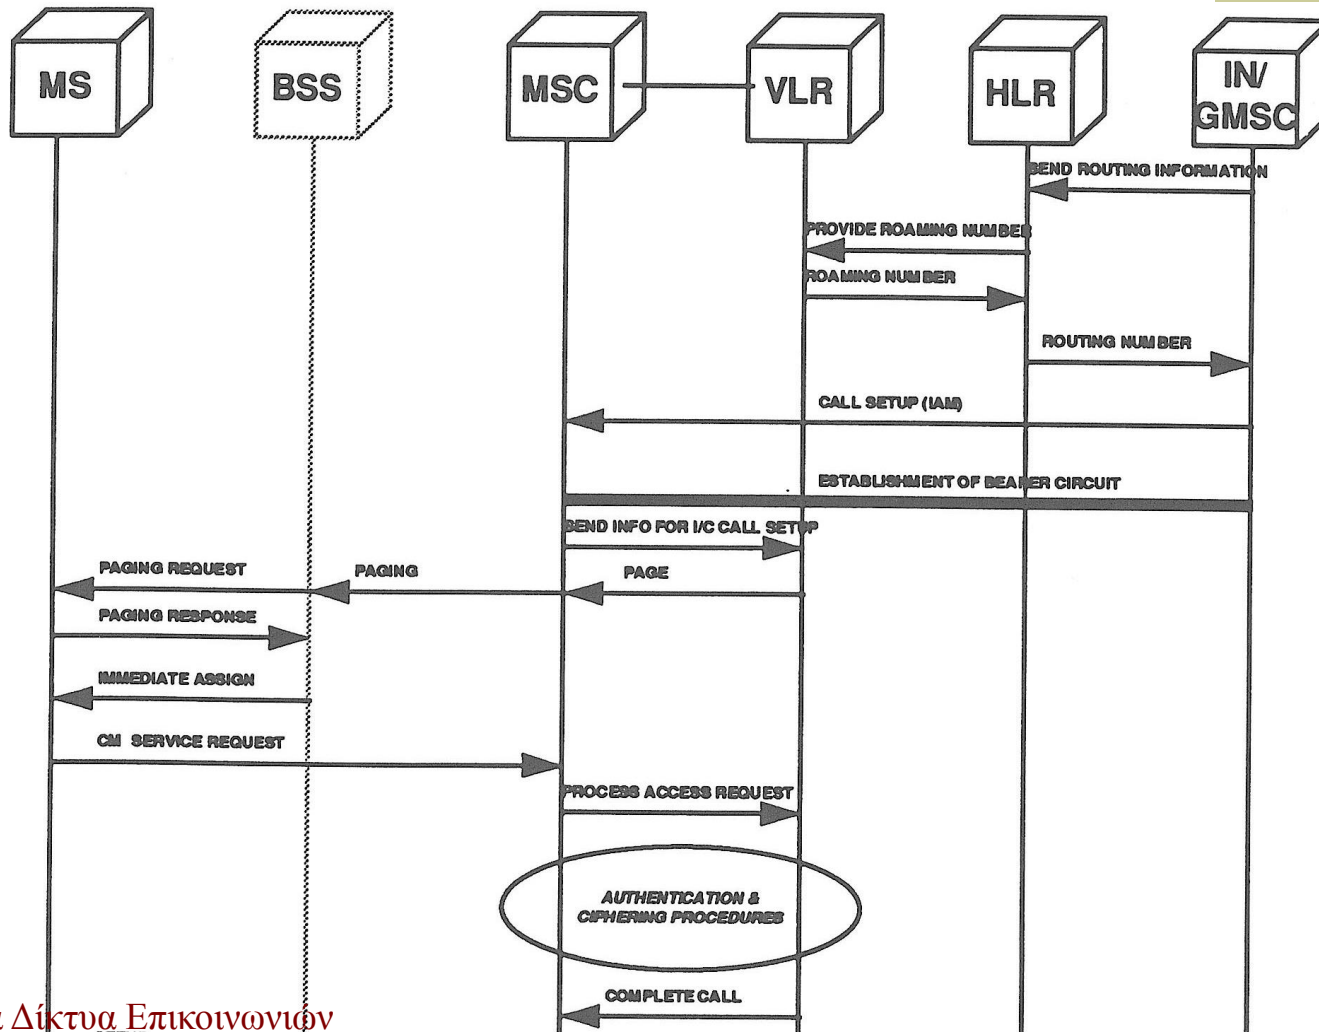 MS
BSS
MSC
VLR
HLR
IN/
GMSC
SEND ROUTING INFORMATION
PROVIDE ROAMING NUMBER
ROAMING NUMBER
ROUTING NUMBER
CALL SETUP (IAM)
ESTABLISHMENT OF BEARER CIRCUIT
SEND INFO FOR I/C CALL SETUP
PAGING REQUEST
PAGING
PAGE
PAGING RESPONSE
IMMEDIATE ASSIGN
CM SERVICE REQUEST
PROCESS ACCESS REQUEST
AUTHENTICATION &
CIPHERING PROCEDURES
COMPLETE CALL
Δίκτυα Επικοινωνιών